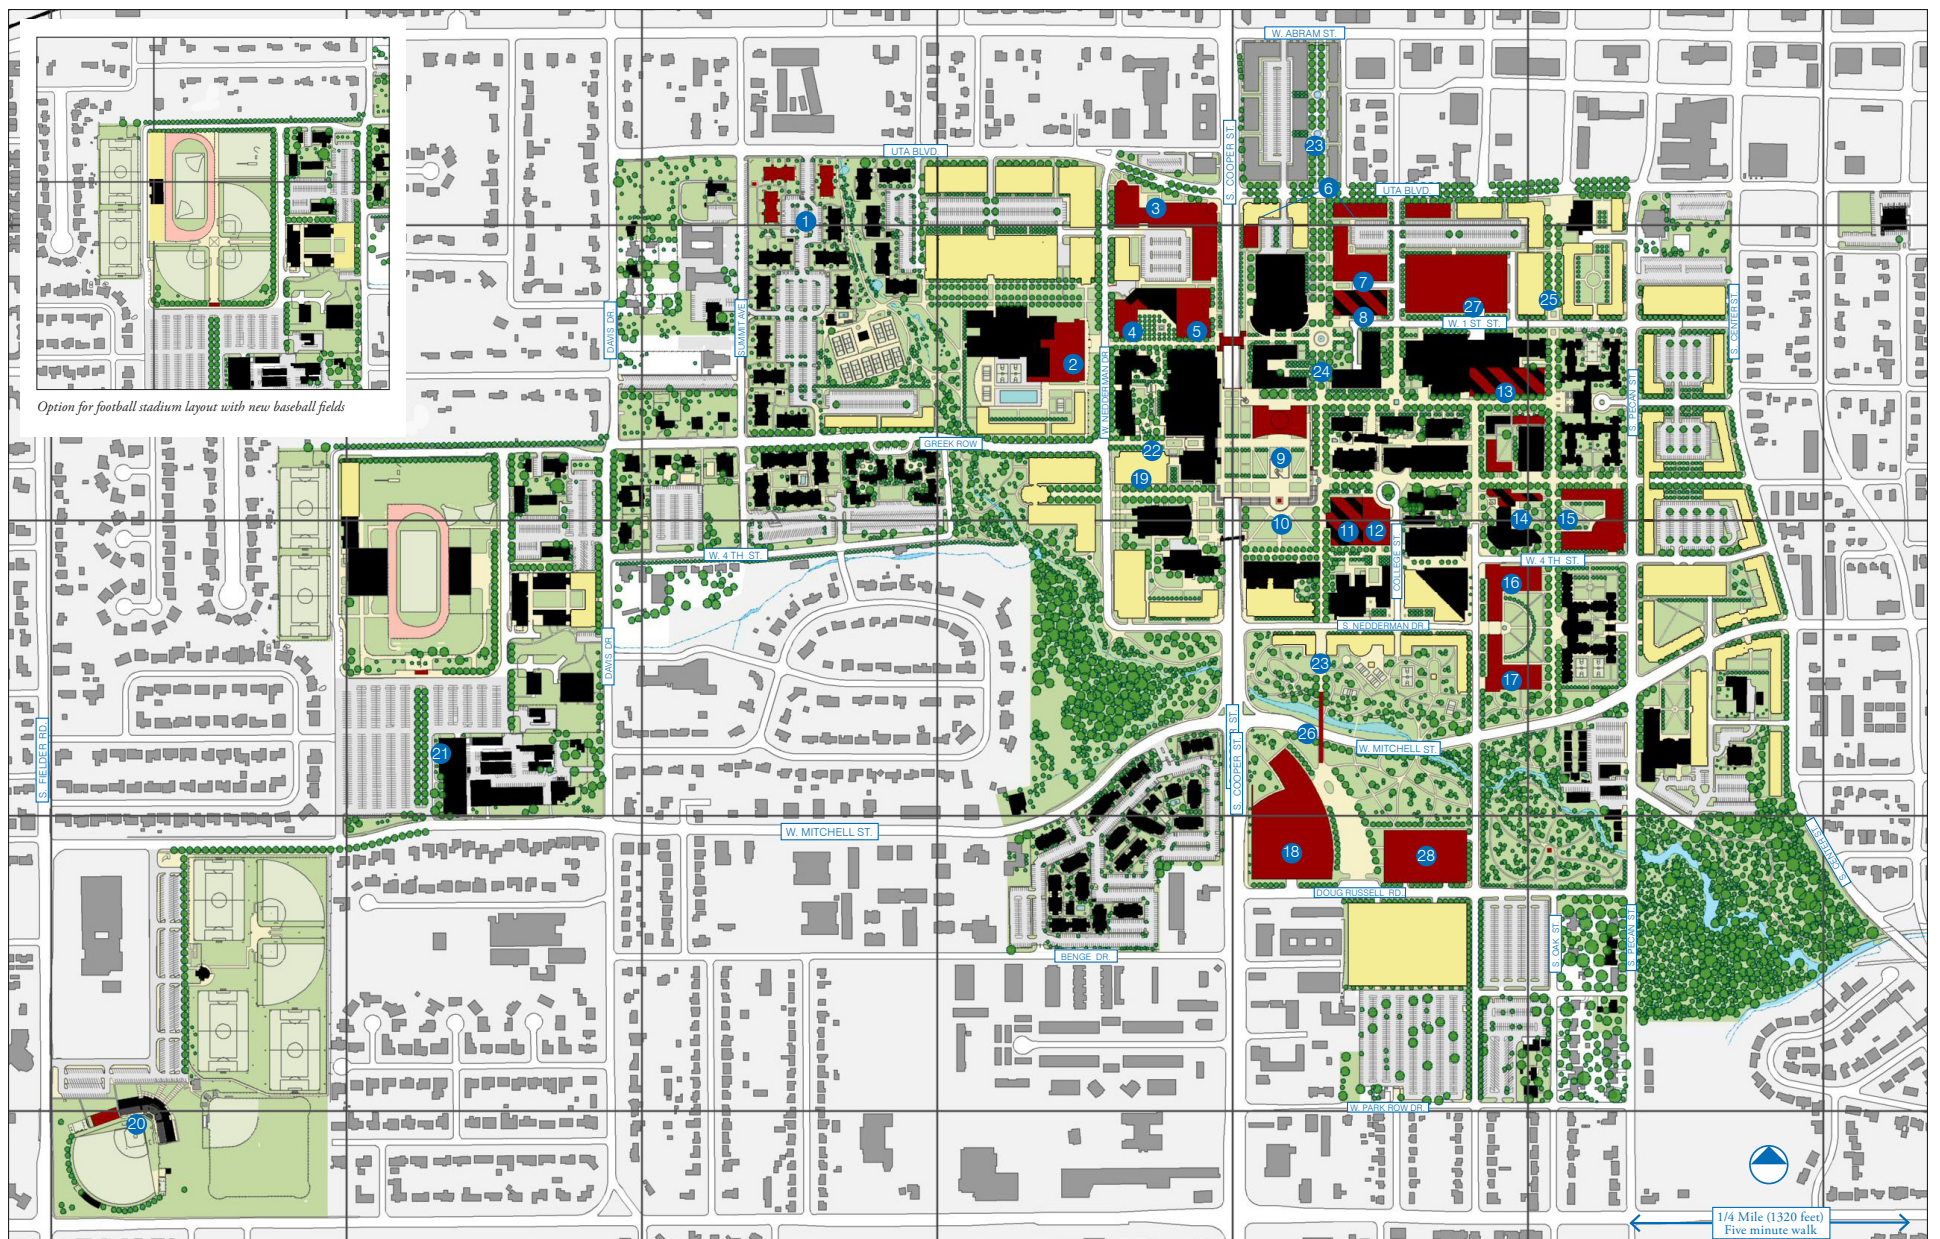 W. ABRAM ST.
S. COOPER ST.
23
UTA BLVD.
6
UTA BLVD.
3
1
S. CENTER ST.
7
25
27
8
W. 1 ST ST.
DAVIS DR.
SUMMIT AVE.
4
5
W. NEDDERMAN DR.
2
24
13
S. PECAN ST.
Option for football stadium layout with new baseball fields
GREEK ROW
22
9
19
10
11
12
14
15
W. 4 TH ST.
COLLEGE ST.
W. 4 TH ST.
16
S. NEDDERMAN DR.
DAVIS DR.
23
17
S. FIELDER RD.
21
26
W. MITCHELL ST.
S. COOPER ST.
W. MITCHELL ST.
18
28
S. CENTER ST.
DOUG RUSSELL RD.
S. OAK ST.
S. PECAN ST.
BENGE DR.
W. PARK ROW DR.
20
1/4 Mile (1320 feet)
Five minute walk